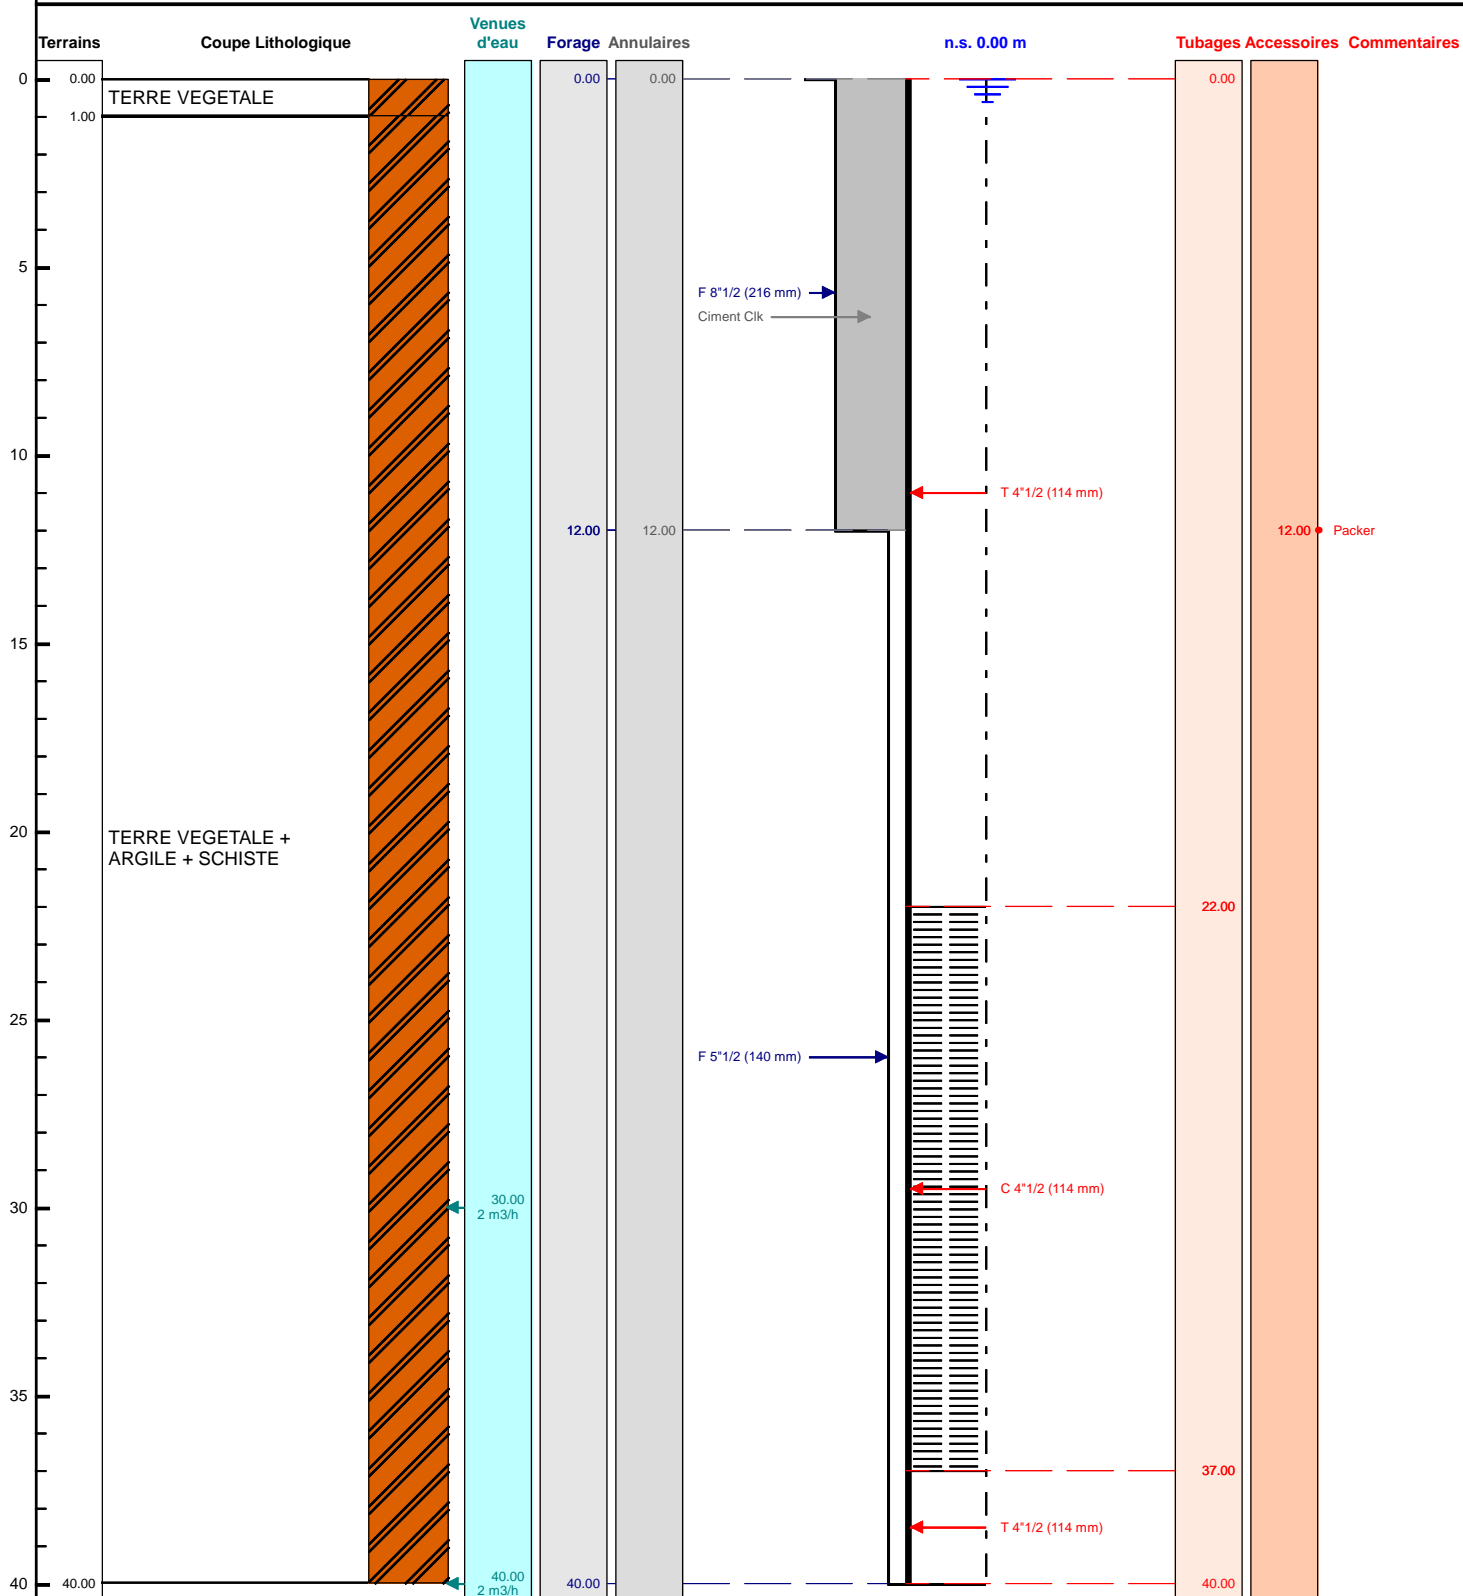 Venues
Terrains Coupe Lithologique d'eau Forage Annulaires n.s. 0.00 m Tubages Accessoires Commentaires
0 0.00 0.00 0.00 0.00
TERRE VEGETALE
1.00
5
F 8"1/2 (216 mm)
Ciment Clk
10
T 4"1/2 (114 mm)
12.00 12.00 12.00 Packer
15
20
TERRE VEGETALE +
ARGILE + SCHISTE
22.00
25
F 5"1/2 (140 mm)
C 4"1/2 (114 mm)
30 30.00
2 m3/h
35
37.00
T 4"1/2 (114 mm)
40 40.00 40.00 40.00 40.00
2 m3/h